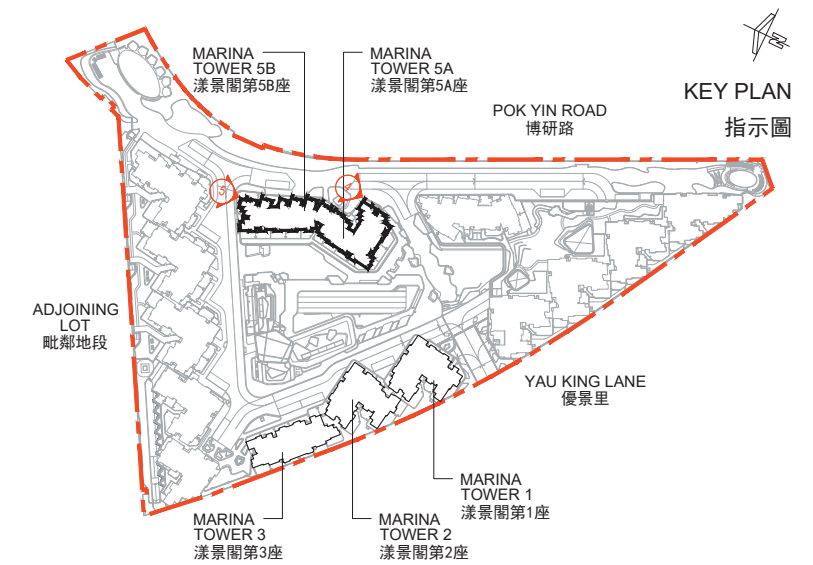 N
KEY PLAN
指示圖
MARINA
TOWER 5B
漾景閣第5B座
MARINA
TOWER 5A
漾景閣第5A座
POK YIN ROAD
博研路
5
4
ADJOINING
LOT
毗鄰地段
YAU KING LANE
優景里
MARINA
TOWER 1
漾景閣第1座
MARINA
TOWER 2
漾景閣第2座
MARINA
TOWER 3
漾景閣第3座